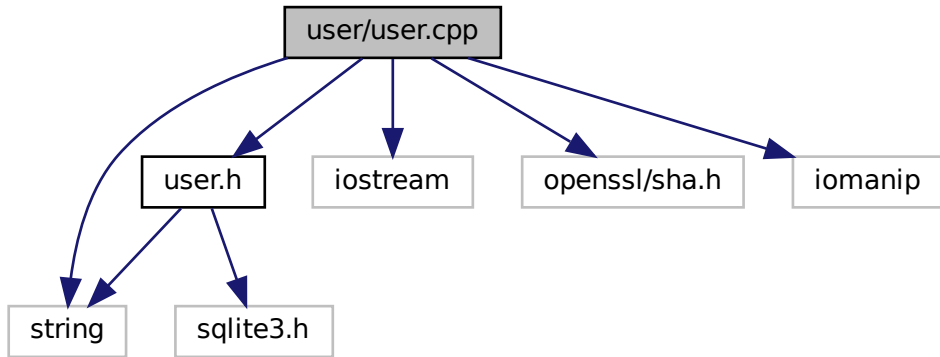 user/user.cpp
user.h
iostream
openssl/sha.h
iomanip
string
sqlite3.h